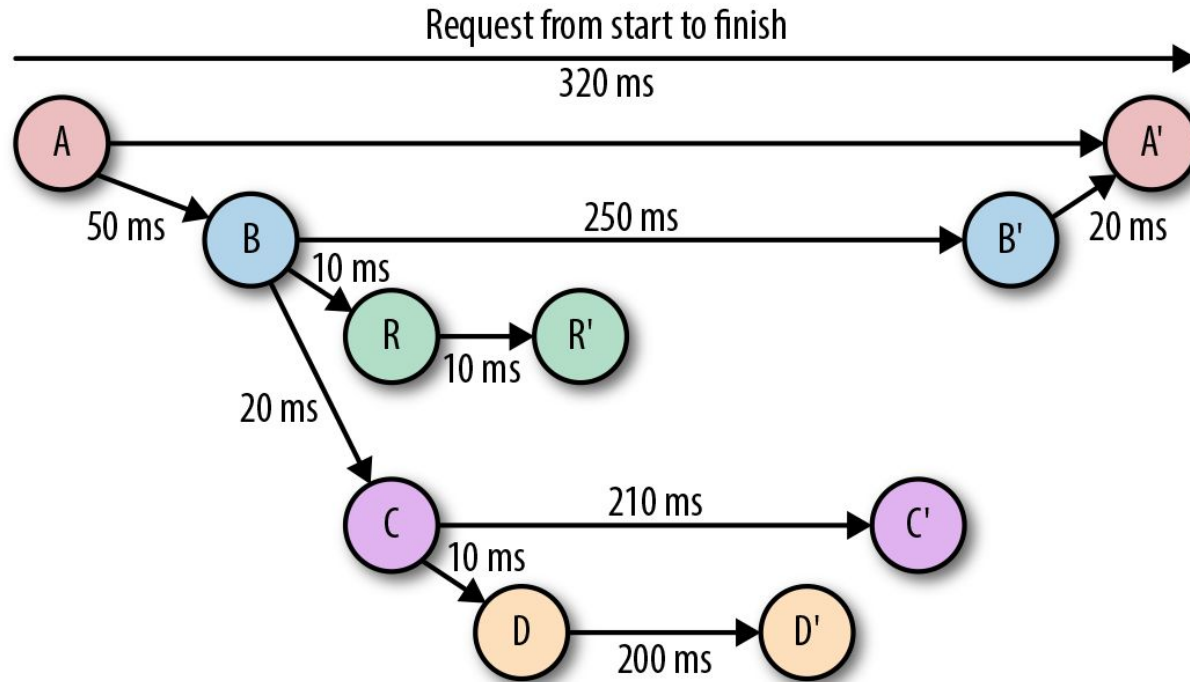 Request from start to finish
320 ms
A
A'
50 ms
B
250 ms
B'
20 ms
10 ms
R
R'
10 ms
20 ms
C
210 ms
C'
10 ms
D
D'
200 ms